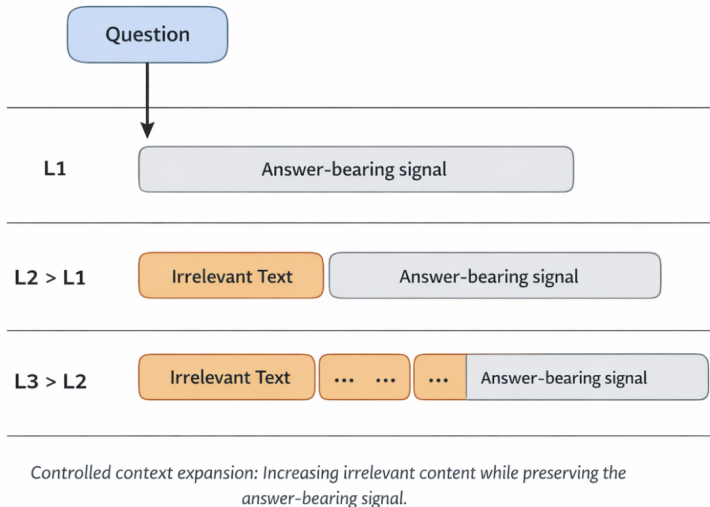 Question
L1
Answer-bearing signal
L2 > L1
Irrelevant Text
Answer-bearing signal
L3 > L2
Irrelevant Text
... ...
...
Answer-bearing signal
Controlled context expansion: Increasing irrelevant content while preserving the
answer-bearing signal.